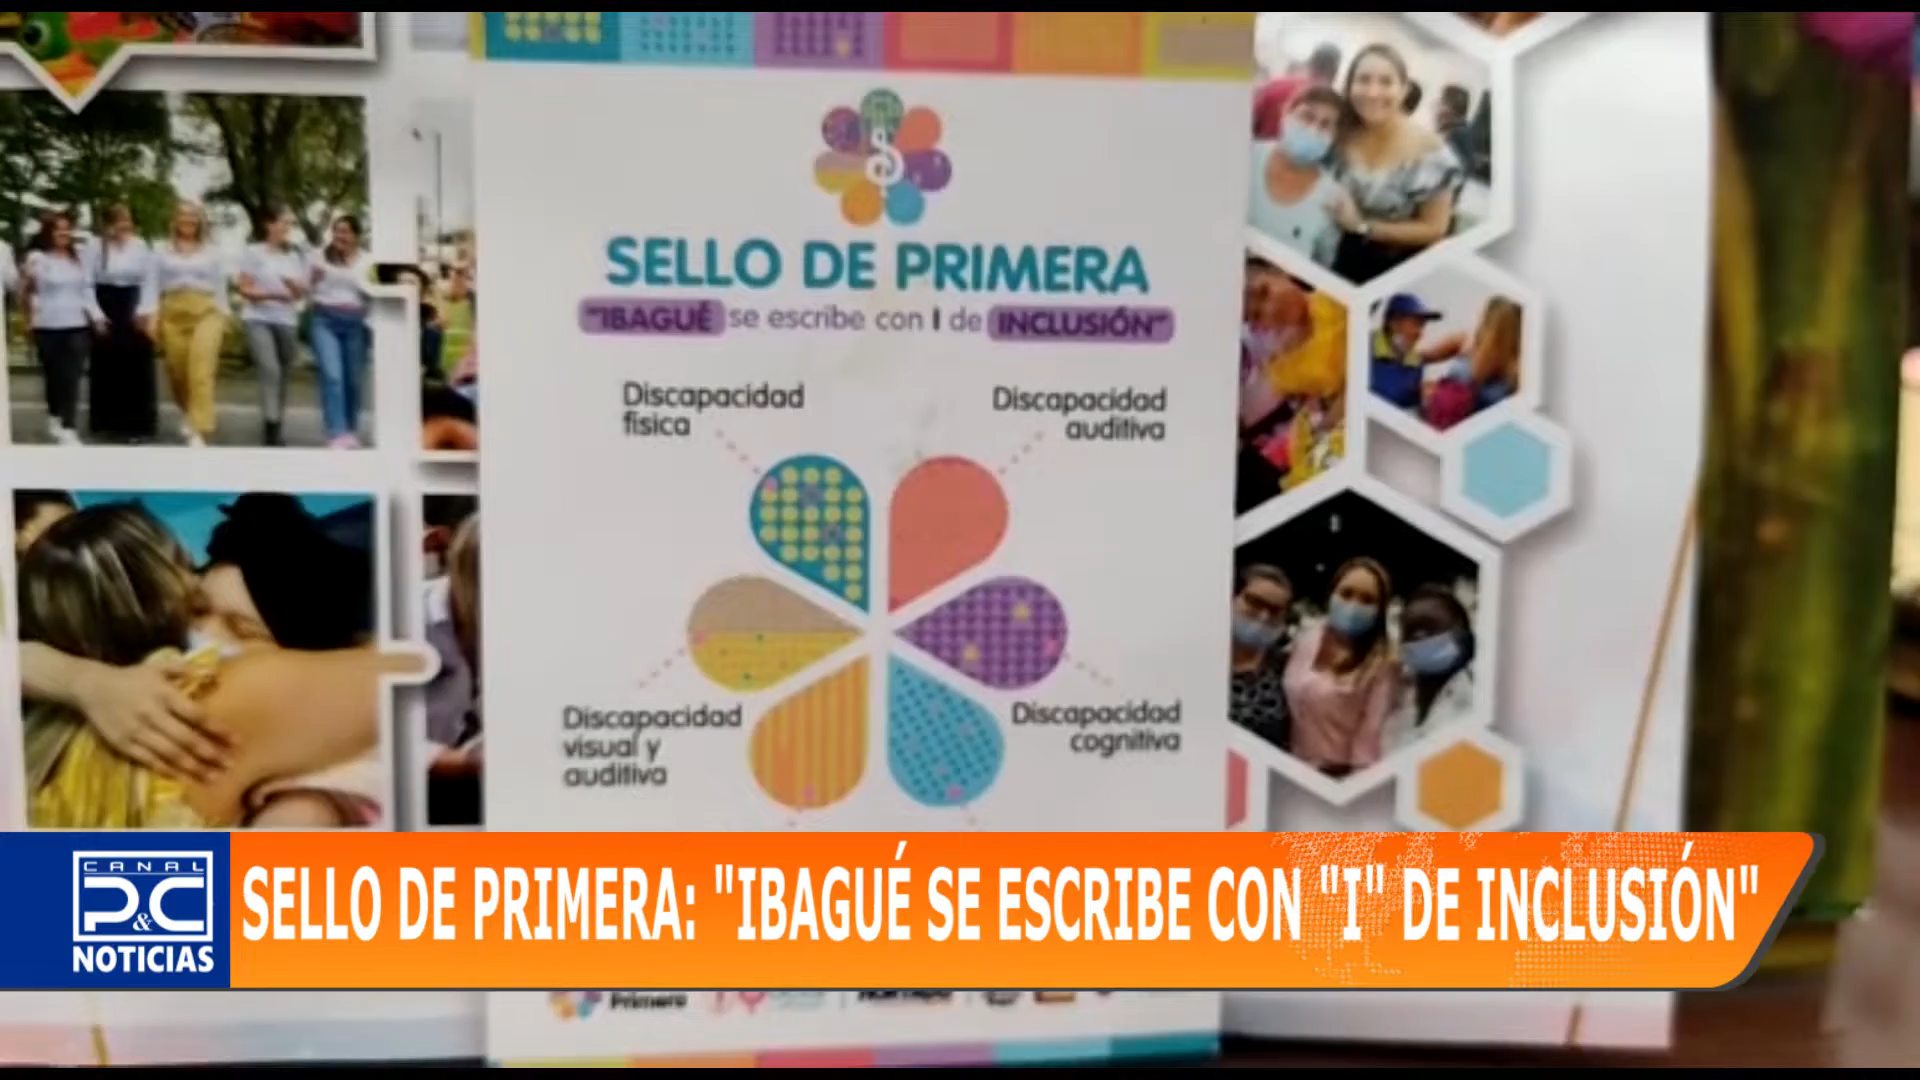 SELLO DE PRIMERA
"IBAGUÉ se escribe con I de INCLUSIÓN"
Discapacidad
física
Discapacidad
auditiva
Discapacidad
visual y
auditiva
Discapacidad
cognitiva
CANAL
P&C
NOTICIAS
SELLO DE PRIMERA: "IBAGUÉ SE ESCRIBE CON "I" DE INCLUSIÓN"
Primero